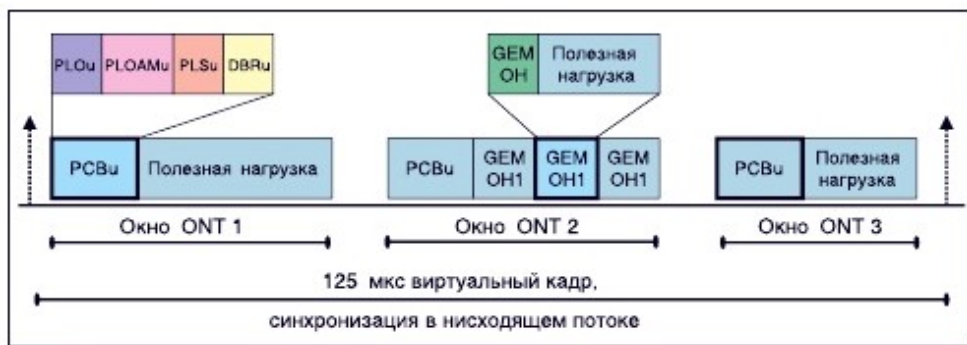 PLOu PLOAMu PLSu DBRu
GEM OH
Полезная нагрузка
PCBu
Полезная нагрузка
PCBu
GEM OH1
GEM OH1
GEM OH1
PCBu
Полезная нагрузка
Окно ONT 1
Окно ONT 2
Окно ONT 3
125 мкс виртуальный кадр,
синхронизация в нисходящем потоке